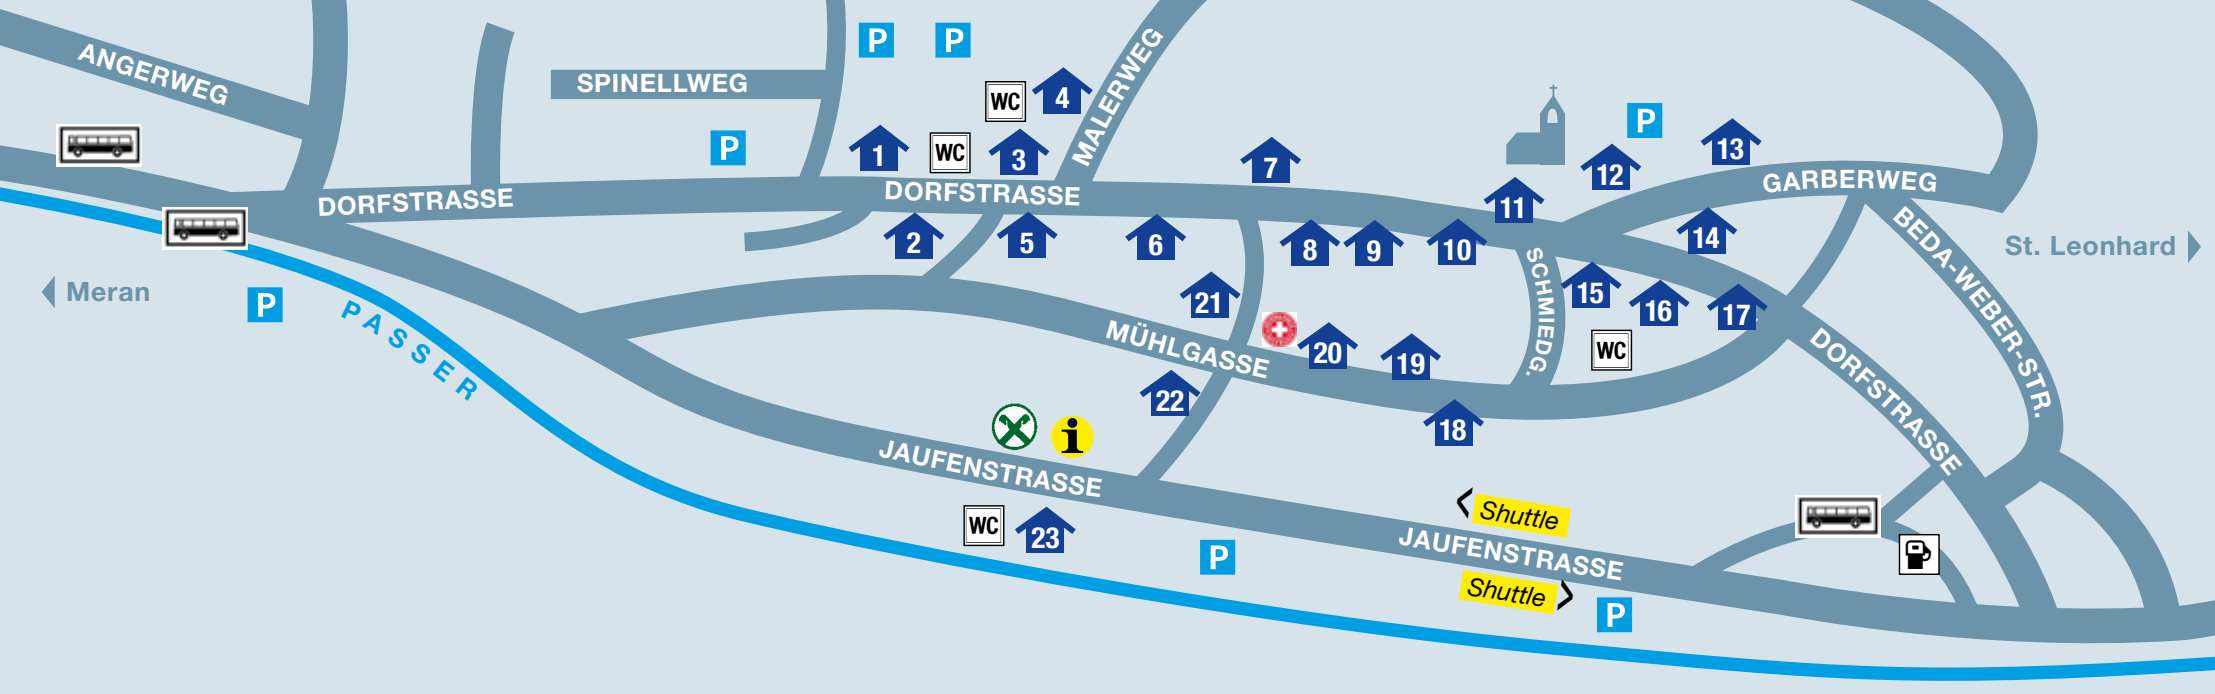 ANGERWEG
SPINELLWEG
P
P
WC
4
MALERWEG
P
1
WC
3
7
P
12
13
DORFSTRASSE
DORFSTRASSE
11
GARBERWEG
2
5
6
8
9
10
14
BEDA-WEBER-STR.
St. Leonhard
Meran
P
PASSER
21
SCHMIEDG.
15
16
17
MÜHLGASSE
20
19
WC
DORFSTRASSE
22
18
i
JAUFENSTRASSE
WC
23
Shuttle
P
JAUFENSTRASSE
Shuttle
P